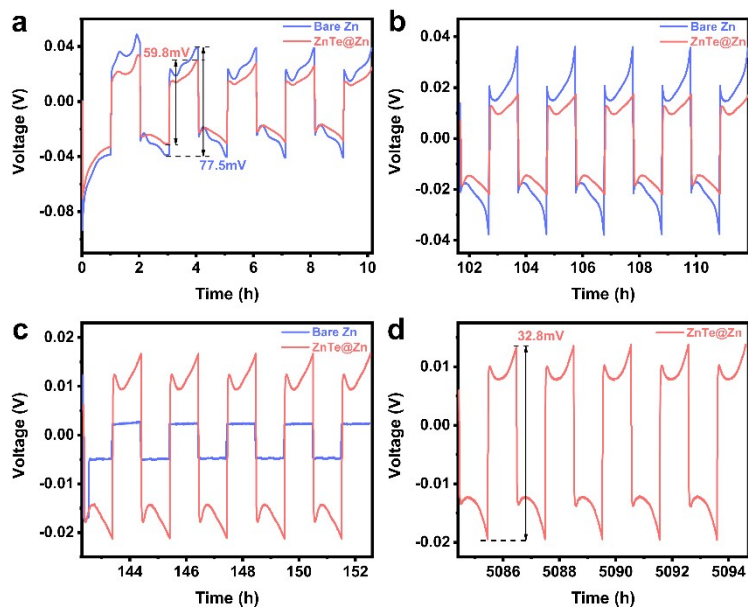 a
Bare Zn
ZnTe@Zn
59.8mV
77.5mV
Voltage (V)
0.04
0.00
-0.04
-0.08
0 2 4 6 8 10
Time (h)
b
Bare Zn
ZnTe@Zn
Voltage (V)
0.04
0.02
0.00
-0.02
-0.04
102 104 106 108 110
Time (h)
c
Bare Zn
ZnTe@Zn
Voltage (V)
0.02
0.01
0.00
-0.01
-0.02
144 146 148 150 152
Time (h)
d
ZnTe@Zn
32.8mV
Voltage (V)
0.01
0.00
-0.01
-0.02
5086 5088 5090 5092 5094
Time (h)